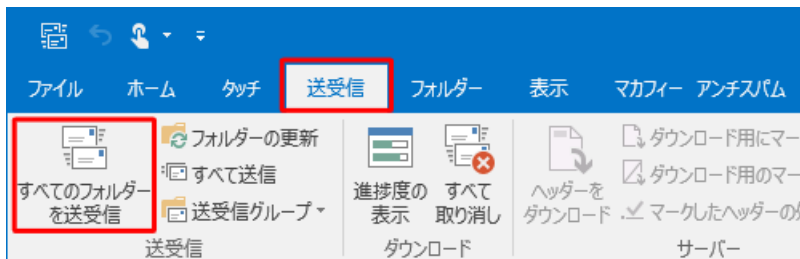 ファイル ホーム タッチ 送受信 フォルダー 表示 マカフィー アンチスパム
すべてのフォルダー
を送受信
フォルダーの更新
すべて送信
送受信グループ
送受信
進捗度の
表示
すべて
取り消し
ダウンロード
ヘッダーを
ダウンロード
ダウンロード用にマー
ダウンロード用のマー
マークしたヘッダーの
サーバー